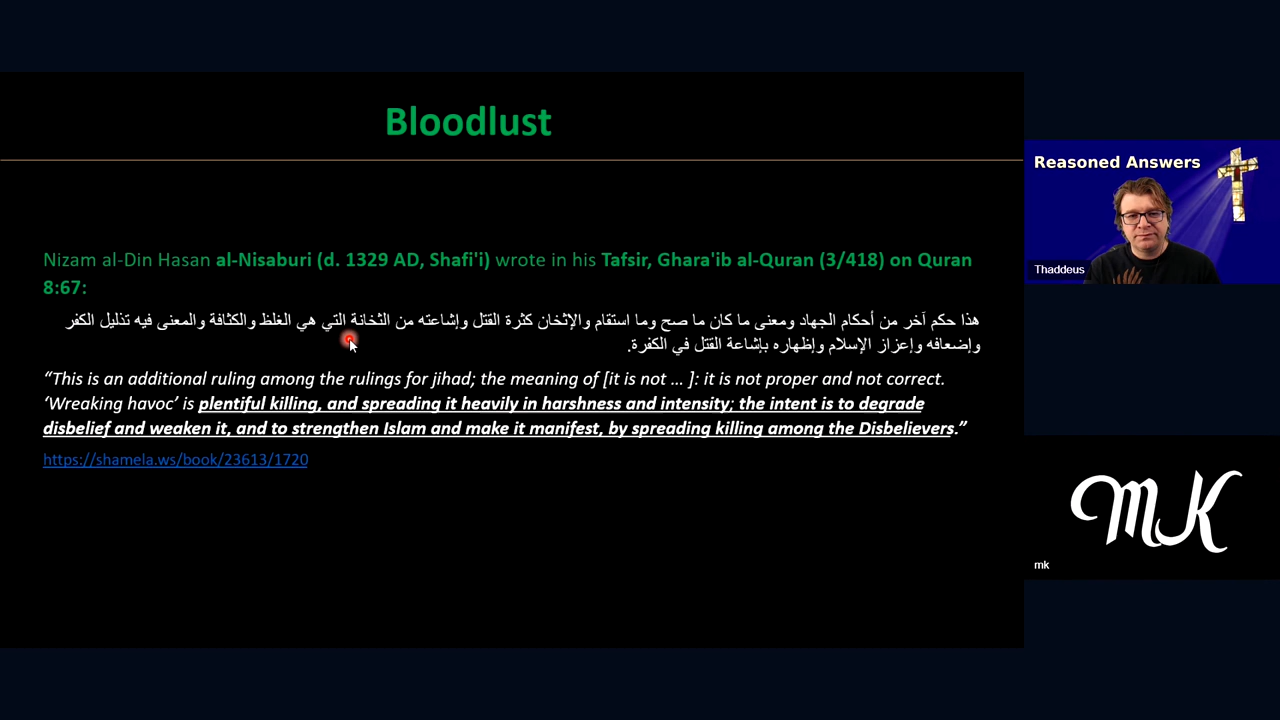 Bloodlust
Nizam al-Din Hasan al-Nisaburi (d. 1329 AD, Shafi'i) wrote in his Tafsir, Ghara'ib al-Quran (3/418) on Quran
8:67:
هذا حكم آخر من أحكام الجهاد ومعنى ما كان ما صح وما استقام والإثخان كثرة القتل وإشاعته من الثخانة التي هي الغلظ والكثافة والمعنى فيه تذليل الكفر
وإضعافه وإعزاز الإسلام وإظهاره بإشاعة القتل في الكفرة.
“This is an additional ruling among the rulings for jihad; the meaning of [it is not … ]: it is not proper and not correct.
‘Wreaking havoc’ is plentiful killing, and spreading it heavily in harshness and intensity; the intent is to degrade
disbelief and weaken it, and to strengthen Islam and make it manifest, by spreading killing among the Disbelievers.”
https://shamela.ws/book/23613/1720
Reasoned Answers
Thaddeus
MK
mk